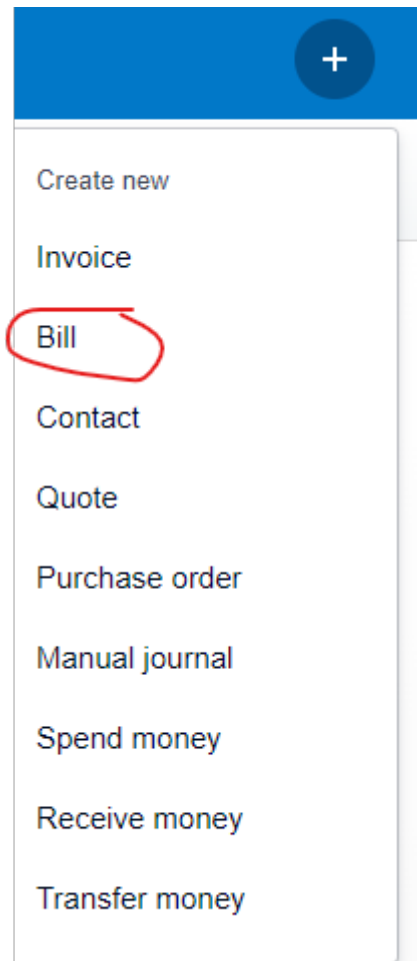 +
Create new
Invoice
Bill
Contact
Quote
Purchase order
Manual journal
Spend money
Receive money
Transfer money